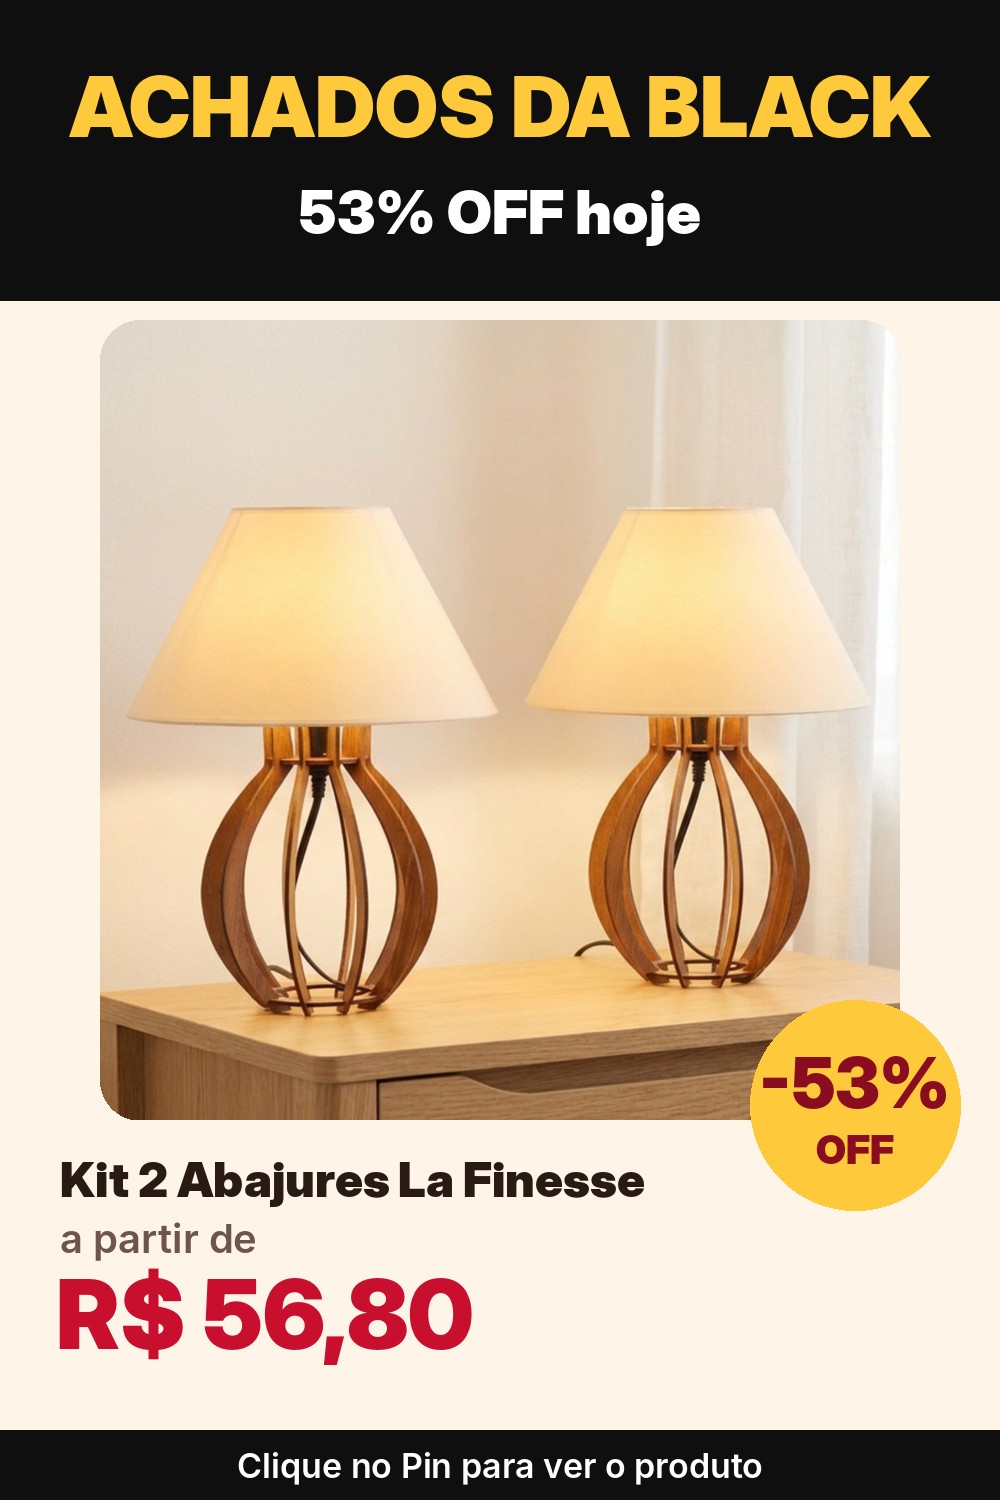 ACHADOS DA BLACK
53% OFF hoje
-53%
OFF
Kit 2 Abajures La Finesse
a partir de
R$ 56,80
Clique no Pin para ver o produto